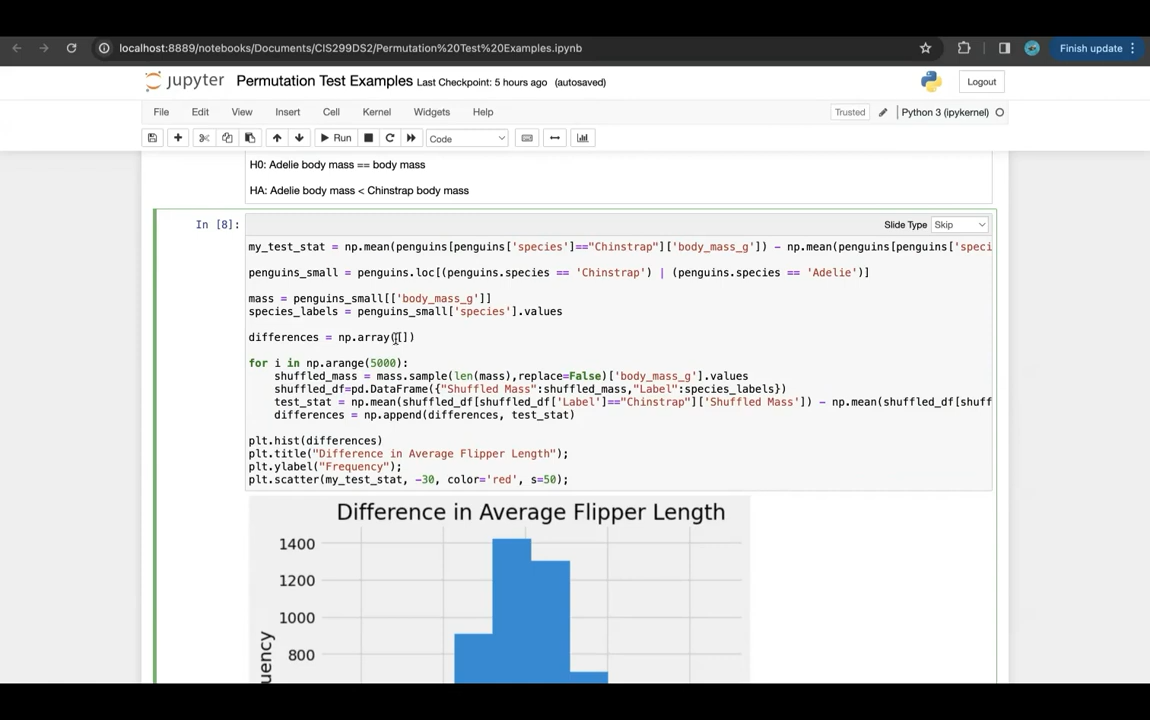 localhost:8889/notebooks/Documents/CIS299DS2/Permutation%20Test%20Examples.ipynb
Finish update
jupyter Permutation Test Examples Last Checkpoint: 5 hours ago (autosaved)
Logout
File Edit View Insert Cell Kernel Widgets Help
Trusted Python 3 (ipykernel)
Run Code
H0: Adelie body mass == body mass
HA: Adelie body mass < Chinstrap body mass
In [8]:
Slide Type Skip
my_test_stat = np.mean(penguins[penguins['species']=="Chinstrap"]['body_mass_g']) - np.mean(penguins[penguins['speci
penguins_small = penguins.loc[(penguins.species == 'Chinstrap') | (penguins.species == 'Adelie')]
mass = penguins_small[['body_mass_g']]
species_labels = penguins_small['species'].values
differences = np.array([])
for i in np.arange(5000):
    shuffled_mass = mass.sample(len(mass),replace=False)['body_mass_g'].values
    shuffled_df=pd.DataFrame({"Shuffled Mass":shuffled_mass,"Label":species_labels})
    test_stat = np.mean(shuffled_df[shuffled_df['Label']=="Chinstrap"]['Shuffled Mass']) - np.mean(shuffled_df[shuff
    differences = np.append(differences, test_stat)
plt.hist(differences)
plt.title("Difference in Average Flipper Length");
plt.ylabel("Frequency");
plt.scatter(my_test_stat, -30, color='red', s=50);
Difference in Average Flipper Length
1400
1200
1000
800
uency